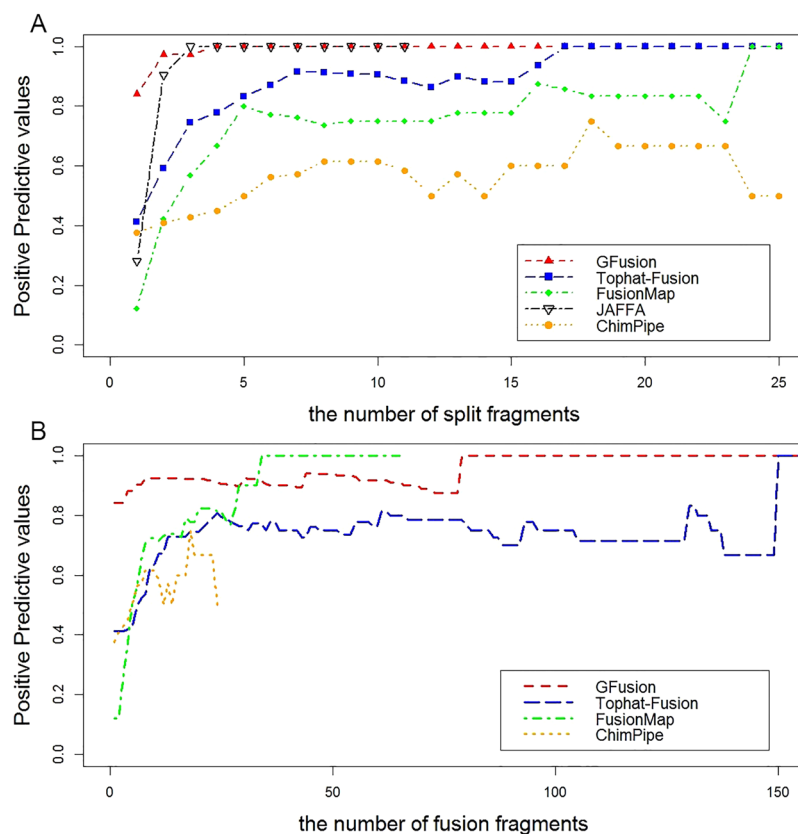 A
Positive Predictive values
1.0
0.8
0.6
0.4
0.2
0.0
GFusion
Tophat-Fusion
FusionMap
JAFFA
ChimPipe
0 5 10 15 20 25
the number of split fragments
B
Positive Predictive values
1.0
0.8
0.6
0.4
0.2
0.0
GFusion
Tophat-Fusion
FusionMap
ChimPipe
0 50 100 150
the number of fusion fragments